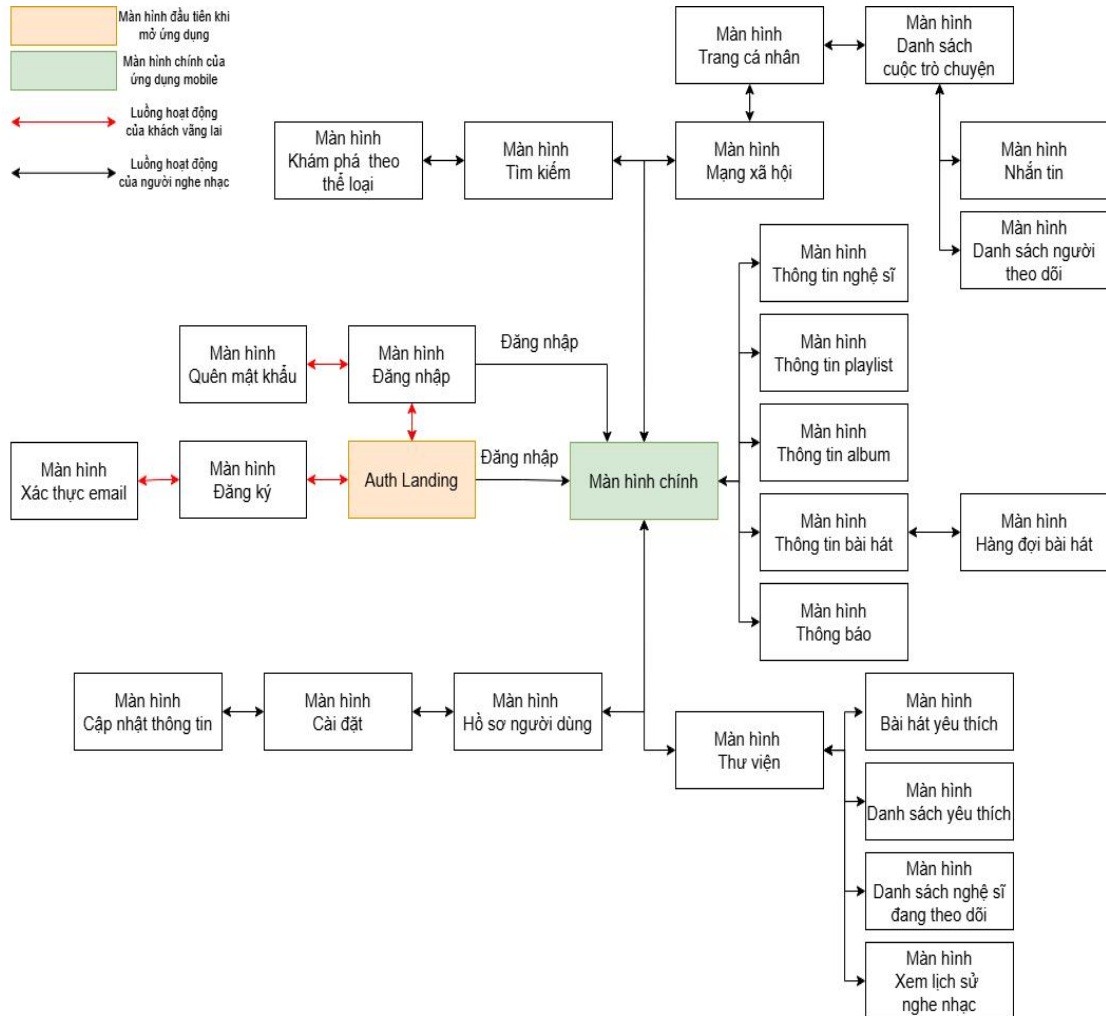 Màn hình đầu tiên khi
mở ứng dụng
Màn hình chính của
ứng dụng mobile
Luồng hoạt động
của khách vãng lai
Luồng hoạt động
của người nghe nhạc
Màn hình
Trang cá nhân
Màn hình
Danh sách
cuộc trò chuyện
Màn hình
Khám phá theo
thể loại
Màn hình
Tìm kiếm
Màn hình
Mạng xã hội
Màn hình
Nhắn tin
Màn hình
Danh sách người
theo dõi
Màn hình
Thông tin nghệ sĩ
Màn hình
Thông tin playlist
Màn hình
Quên mật khẩu
Màn hình
Đăng nhập
Đăng nhập
Màn hình
Thông tin album
Màn hình
Xác thực email
Màn hình
Đăng ký
Auth Landing
Đăng nhập
Màn hình chính
Màn hình
Thông tin bài hát
Màn hình
Hàng đợi bài hát
Màn hình
Thông báo
Màn hình
Cập nhật thông tin
Màn hình
Cài đặt
Màn hình
Hồ sơ người dùng
Màn hình
Thư viện
Màn hình
Bài hát yêu thích
Màn hình
Danh sách yêu thích
Màn hình
Danh sách nghệ sĩ
đang theo dõi
Màn hình
Xem lịch sử
nghe nhạc